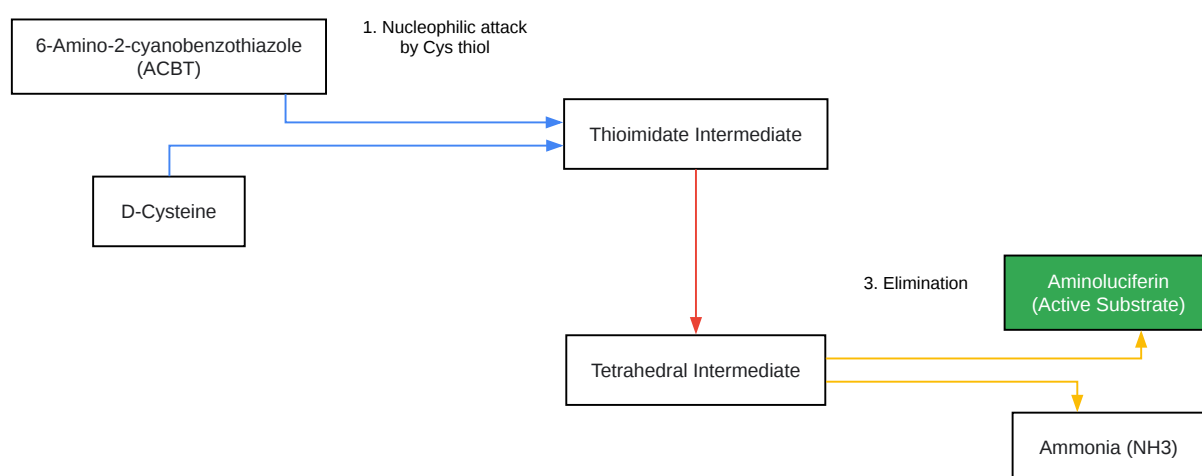 6-Amino-2-cyanobenzothiazole
(ACBT)
1. Nucleophilic attack
by Cys thiol
Thioimidate Intermediate
D-Cysteine
3. Elimination
Aminoluciferin
(Active Substrate)
Tetrahedral Intermediate
Ammonia (NH3)